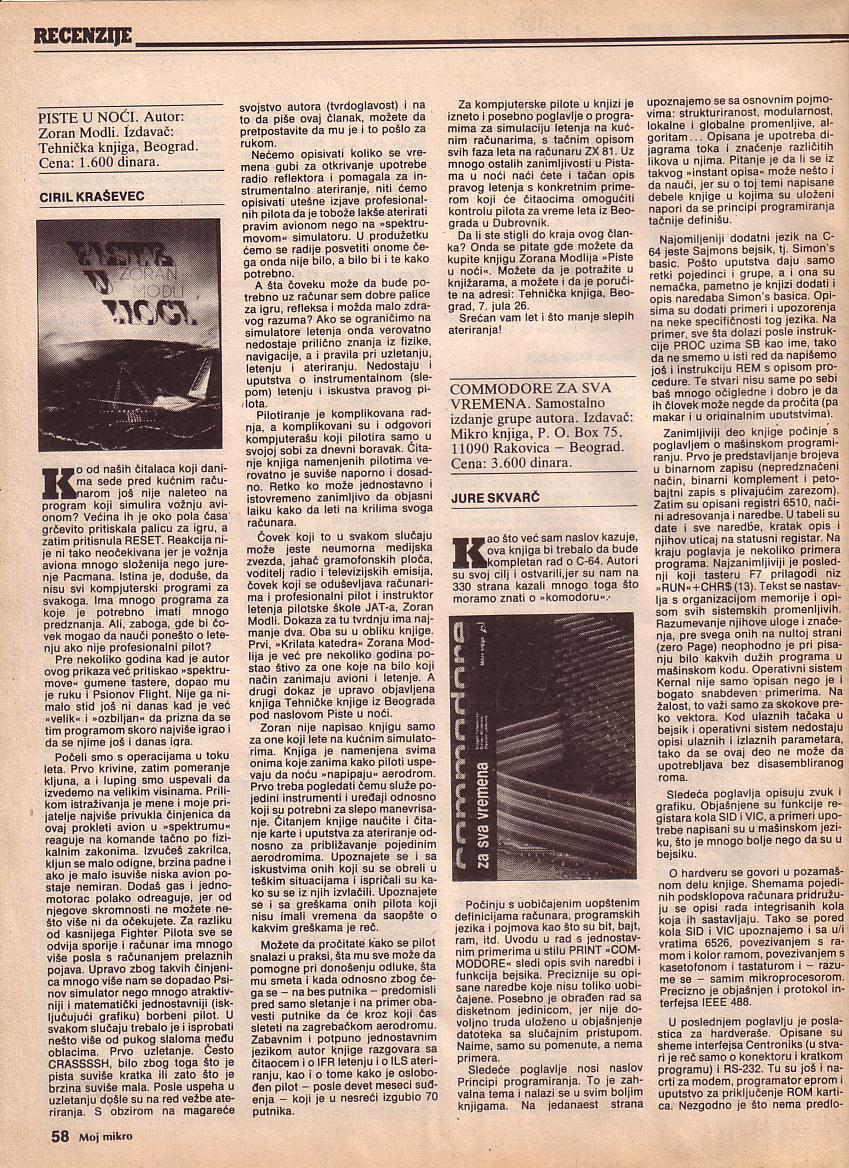 RECENZIJE
PISTE U NOĆI. Autor:
Zoran Modli. Izdavač:
Tehnička knjiga, Beograd.
Cena: 1.600 dinara.
CIRIL KRAŠEVEC
PISTE
U
NOĆI
ZORAN
MODLI
Ko od naših čitalaca koji dani-
ma sede pred kućnim raču-
narom još nije naleteo na
program koji simulira vožnju avi-
onom? Većina ih je oko pola časa
grčevito pritiskala palicu za igru, a
zatim pritisnula RESET. Reakcija ni-
je ni tako neočekivana jer je vožnja
aviona mnogo složenija nego jure-
nje Pacmana. Istina je, doduše, da
nisu svi kompjuterski programi za
svakoga. Ima mnogo programa za
koje je potrebno imati mnogo
predznanja. Ali, zaboga, gde bi čo-
vek mogao da nauči ponešto o lete-
nju ako nije profesionalni pilot?
Pre nekoliko godina kad je autor
ovog prikaza već pritiskao »spektru-
move« gumene tastere, dopao mu
je ruku i Psionov Flight. Nije ga ni-
malo stid još ni danas kad je već
»velik« i »ozbiljan« da prizna da se
tim programom skoro najviše igrao i
da se njime još i danas igra.
Počeli smo s operacijama u toku
leta. Prvo krivine, zatim pomeranje
kljuna, a i luping smo uspevali da
izvedemo na velikim visinama. Prili-
kom istraživanja je mene i moje pri-
jatelje najviše privukla činjenica da
ovaj prokleti avion u »spektrumu«
reaguje na komande tačno po fizi-
kalnim zakonima. Izvučeš zakrilca,
kljun se malo odigne, brzina padne i
ako je malo isuviše niska avion po-
staje nemiran. Dodaš gas i jedno-
motorac polako odreaguje, jer od
njegove skromnosti ne možete ne-
što više ni da očekujete. Za razliku
od kasnijega Fighter Pilota sve se
odvija sporije i računar ima mnogo
više posla s računanjem prelaznih
pojava. Upravo zbog takvih činjeni-
ca mnogo više nam se dopadao Psi-
nov simulator nego mnogo atraktiv-
niji i matematički jednostavniji (isk-
ljučujući grafiku) borbeni pilot. U
svakom slučaju trebalo je i isprobati
nešto više od pukog slaloma među
oblacima. Prvo uzletanje. Često
CRASSSSH, bilo zbog toga što je
pista suviše kratka ili zato što je
brzina suviše mala. Posle uspeha u
uzletanju došle su na red vežbe ate-
riranja. S obzirom na magareće
svojstvo autora (tvrdoglavost) i na
to da piše ovaj članak, možete da
pretpostavite da mu je i to pošlo za
rukom.
Nećemo opisivati koliko se vre-
mena gubi za otkrivanje upotrebe
radio reflektora i pomagala za in-
strumentalno ateriranje, niti ćemo
opisivati utešne izjave profesional-
nih pilota da je tobože lakše aterirati
pravim avionom nego na »spektru-
movom« simulatoru. U produžetku
ćemo se radije posvetiti onome če-
ga onda nije bilo, a bilo bi i te kako
potrebno.
A šta čoveku može da bude po-
trebno uz računar sem dobre palice
za igru, refleksa i možda malo zdra-
vog razuma? Ako se ograničimo na
simulatore letenja onda verovatno
nedostaje prilično znanja iz fizike,
navigacije, a i pravila pri uzletanju,
letenju i ateriranju. Nedostaju i
uputstva o instrumentalnom (sle-
pom) letenju i iskustva pravog pi-
lota.
Pilotiranje je komplikovana rad-
nja, a komplikovani su i odgovori
kompjuterašu koji pilotira samo u
svojoj sobi za dnevni boravak. Čita-
nje knjiga namenjenih pilotima ve-
rovatno je suviše naporno i dosad-
no. Retko ko može jednostavno i
istovremeno zanimljivo da objasni
laiku kako da leti na krilima svoga
računara.
Čovek koji to u svakom slučaju
može jeste neumorna medijska
zvezda, jahač gramofonskih ploča,
voditelj radio i televizijskih emisija,
čovek koji se oduševljava računari-
ma i profesionalni pilot i instruktor
letenja pilotske škole JAT-a, Zoran
Modli. Dokaza za tu tvrdnju ima naj-
manje dva. Oba su u obliku knjige.
Prvi, »Krilata katedra« Zorana Mod-
lija je već pre nekoliko godina po-
stao štivo za one koje na bilo koji
način zanimaju avioni i letenje. A
drugi dokaz je upravo objavljena
knjiga Tehničke knjige iz Beograda
pod naslovom Piste u noći.
Zoran nije napisao knjigu samo
za one koji lete na kućnim simulato-
rima. Knjiga je namenjena svima
onima koje zanima kako piloti uspe-
vaju da noću »napipaju« aerodrom.
Prvo treba pogledati čemu služe po-
jedini instrumenti i uređaji odnosno
koji su potrebni za slepo manevrisa-
nje. Čitanjem knjige naučite i čita-
nje karte i uputstva za ateriranje od-
nosno za približavanje pojedinim
aerodromima. Upoznajete se i sa
iskustvima onih koji su se obreli u
teškim situacijama i ispričali su ka-
ko su se iz njih izvlačili. Upoznajete
se i sa greškama onih pilota koji
nisu imali vremena da saopšte o
kakvim greškama je reč.
Možete da pročitate kako se pilot
snalazi u praksi, šta mu sve može da
pomogne pri donošenju odluke, šta
mu smeta i kada odnosno zbog če-
ga se – na bes putnika – predomisli
pred samo sletanje i na primer oba-
vesti putnike da će kroz koji čas
sleteti na zagrebačkom aerodromu.
Zabavnim i potpuno jednostavnim
jezikom autor knjige razgovara sa
čitaocem i o IFR letenju i o ILS ateri-
ranju, kao i o tome kako je oslobo-
đen pilot – posle devet meseci suđ-
enja – koji je u nesreći izgubio 70
putnika.
Za kompjuterske pilote u knjizi je
izneto i posebno poglavlje o progra-
mima za simulaciju letenja na kuć-
nim računarima, s tačnim opisom
svih faza leta na računaru ZX 81. Uz
mnogo ostalih zanimljivosti u Pista-
ma u noći naći ćete i tačan opis
pravog letenja s konkretnim prime-
rom koji će čitaocima omogućiti
kontrolu pilota za vreme leta iz Beo-
grada u Dubrovnik.
Da li ste stigli do kraja ovog član-
ka? Onda se pitate gde možete da
kupite knjigu Zorana Modlija »Piste
u noći«. Možete da je potražite u
knjižarama, a možete i da je poruči-
te na adresi: Tehnička knjiga, Beo-
grad, 7. jula 26.
Srećan vam let i što manje slepih
ateriranja!
COMMODORE ZA SVA
VREMENA. Samostalno
izdanje grupe autora. Izdavač:
Mikro knjiga, P. O. Box 75,
11090 Rakovica – Beograd.
Cena: 3.600 dinara.
JURE SKVARČ
Kao što već sam naslov kazuje,
ova knjiga bi trebalo da bude
kompletan rad o C-64. Autori
su svoj cilj i ostvarili, jer su nam na
330 strana kazali mnogo toga što
moramo znati o »komodoru«.
commodore
za sva vremena
Počinju s uobičajenim uopštenim
definicijama računara, programskih
jezika i pojmova kao što su bit, bajt,
ram, itd. Uvodu u rad s jednostav-
nim primerima u stilu PRINT »COM-
MODORE« sledi opis svih naredbi i
funkcija bejsika. Preciznije su opi-
sane naredbe koje nisu toliko uobi-
čajene. Posebno je obrađen rad sa
disketnom jedinicom, jer nije do-
voljno truda uloženo u objašnjenje
datoteka sa slučajnim pristupom.
Naime, samo su pomenute, a nema
primera.
Sledeće poglavlje nosi naslov
Principi programiranja. To je zah-
valna tema i nalazi se u svim boljim
knjigama. Na jedanaest strana
upoznajemo se sa osnovnim pojmo-
vima: strukturiranost, modularnost,
lokalne i globalne promenljive, al-
goritam... Opisana je upotreba di-
jagrama toka i značenje različitih
likova u njima. Pitanje je da li se iz
takvog »instant opisa« može nešto i
da nauči, jer su o toj temi napisane
debele knjige u kojima su uloženi
napori da se principi programiranja
tačnije definišu.
Najomiljeniji dodatni jezik na C-
64 jeste Sajmons bejsik, tj. Simon's
basic. Pošto uputstva daju samo
retki pojedinci i grupe, a i ona su
nemačka, pametno je knjizi dodati i
opis naredaba Simon's basica. Opi-
sima su dodati primeri i upozorenja
na neke specifičnosti tog jezika. Na
primer, sve šta dolazi posle instruk-
cije PROC uzima SB kao ime, tako
da ne smemo u isti red da napišemo
još i instrukciju REM s opisom pro-
cedure. Te stvari nisu same po sebi
baš mnogo očigledne i dobro je da
ih čovek može negde da pročita (pa
makar i u originalnim uputstvima).
Zanimljiviji deo knjige počinje s
poglavljem o mašinskom programi-
ranju. Prvo je predstavljanje brojeva
u binarnom zapisu (nepredznačeni
način, binarni komplement i peto-
bajtni zapis s plivajućim zarezom).
Zatim su opisani registri 6510, nači-
ni adresovanja i naredbe. U tabeli su
date i sve naredbe, kratak opis i
njihov uticaj na statusni registar. Na
kraju poglavja je nekoliko primera
programa. Najzanimljiviji je posled-
nji koji tasteru F7 prilagodi niz
»RUN«+CHR$ (13). Tekst se nastav-
lja s organizacijom memorije i opi-
som svih sistemskih promenljivih.
Razumevanje njihove uloge i znače-
nja, pre svega onih na nultoj strani
(zero Page) neophodno je pri pisa-
nju bilo kakvih dužih programa u
mašinskom kodu. Operativni sistem
Kernal nije samo opisan nego je i
bogato snabdeven primerima. Na
žalost, to važi samo za skokove pre-
ko vektora. Kod ulaznih tačaka u
bejsik i operativni sistem nedostaju
opisi ulaznih i izlaznih parametara,
tako da se ovaj deo ne može da
upotrebljava bez disasembliranog
roma.
Sledeća poglavlja opisuju zvuk i
grafiku. Objašnjene su funkcije re-
gistara kola SID i VIC, a primeri upo-
trebe napisani su u mašinskom jezi-
ku, što je mnogo bolje nego da su u
bejsiku.
O hardveru se govori u pozamaš-
nom delu knjige. Shemama pojedi-
nih podsklopova računara pridružu-
ju se opisi rada integrisanih kola
koja ih sastavljaju. Tako se pored
kola SID i VIC upoznajemo i sa u/i
vratima 6526, povezivanjem s ra-
mom i kolor ramom, povezivanjem s
kasetofonom i tastaturom i – razu-
me se – samim mikroprocesorom.
Precizno je objašnjen i protokol in-
terfejsa IEEE 488.
U poslednjem poglavlju je posla-
stica za hardveraše. Opisane su
sheme interfejsa Centroniks (u stva-
ri je reč samo o konektoru i kratkom
programu) i RS-232. Tu su još i na-
crti za modem, programator eprom i
uputstvo za priključenje ROM karti-
ca. Nezgodno je što nema predlo-
58 Moj mikro